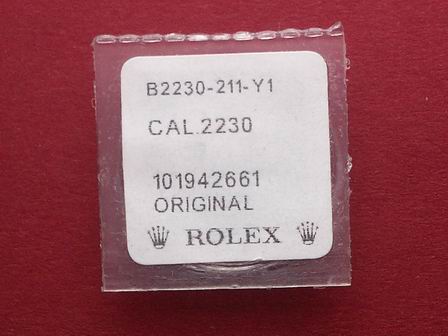 B2230-211-Y1
CAL.2230
101942661
ORIGINAL
ROLEX